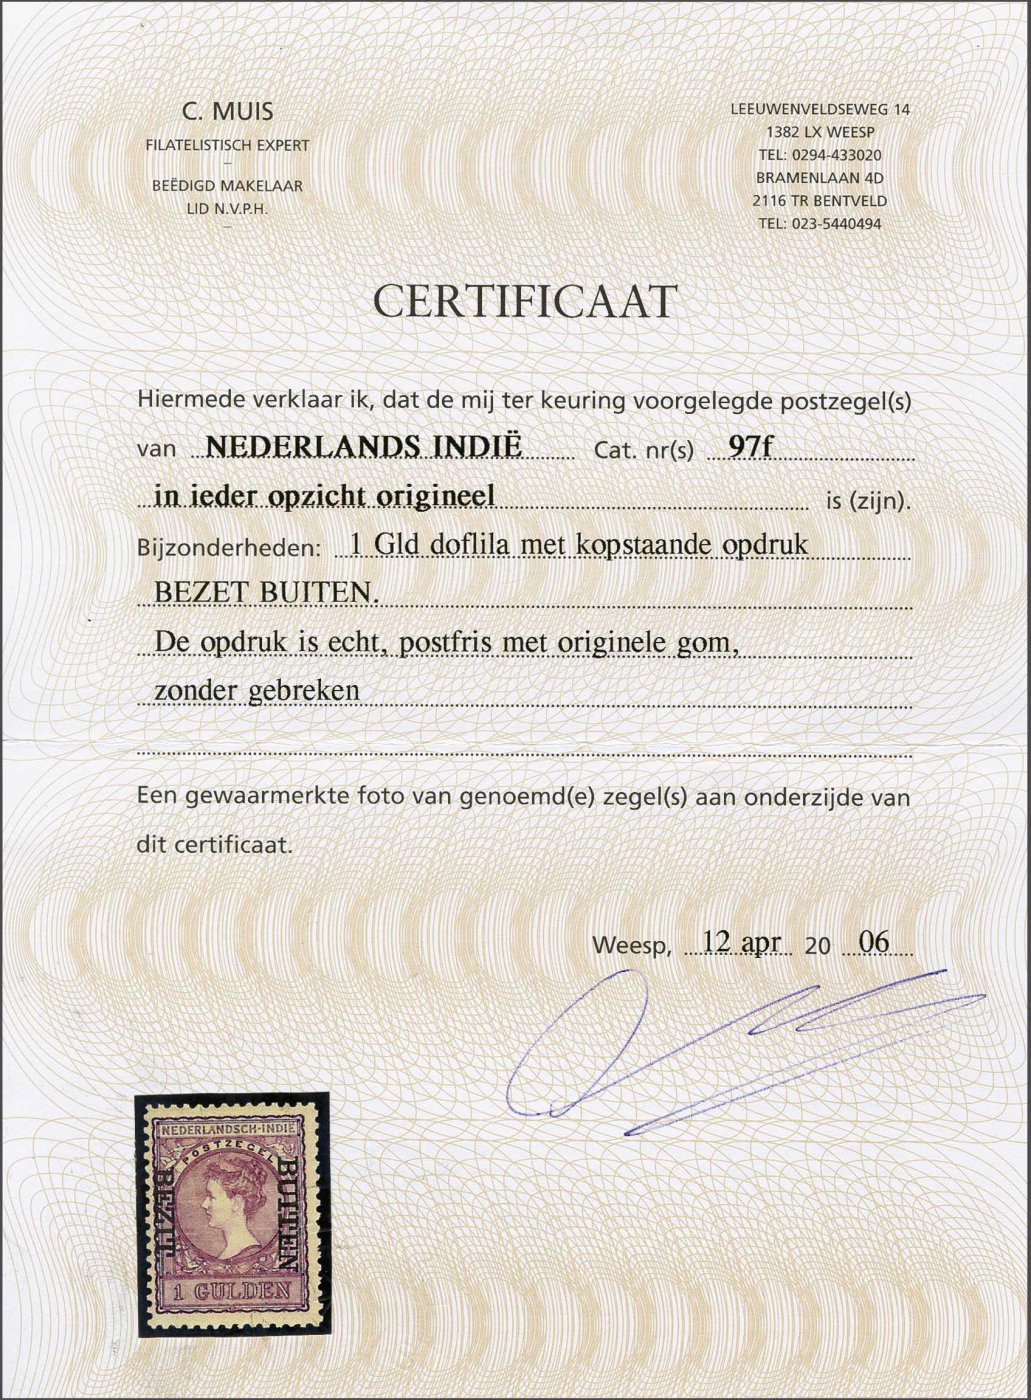 C. MUIS
FILATELISTISCH EXPERT
–
BEËDIGD MAKELAAR
LID N.V.P.H.
–
LEEUWENVELDSEWEG 14
1382 LX WEESP
TEL: 0294-433020
BRAMENLAAN 4D
2116 TR BENTVELD
TEL: 023-5440494
CERTIFICAAT
Hiermede verklaar ik, dat de mij ter keuring voorgelegde postzegel(s)
van NEDERLANDS INDIË Cat. nr(s) 97f
in ieder opzicht origineel is (zijn).
Bijzonderheden: 1 Gld doflila met kopstaande opdruk
BEZET BUITEN.
De opdruk is echt, postfris met originele gom,
zonder gebreken
Een gewaarmerkte foto van genoemd(e) zegel(s) aan onderzijde van
dit certificaat.
Weesp, 12 apr 20 06
NEDERLANDSCH-INDIË
POSTZEGEL
BUITEN
BEZIT
1 GULDEN